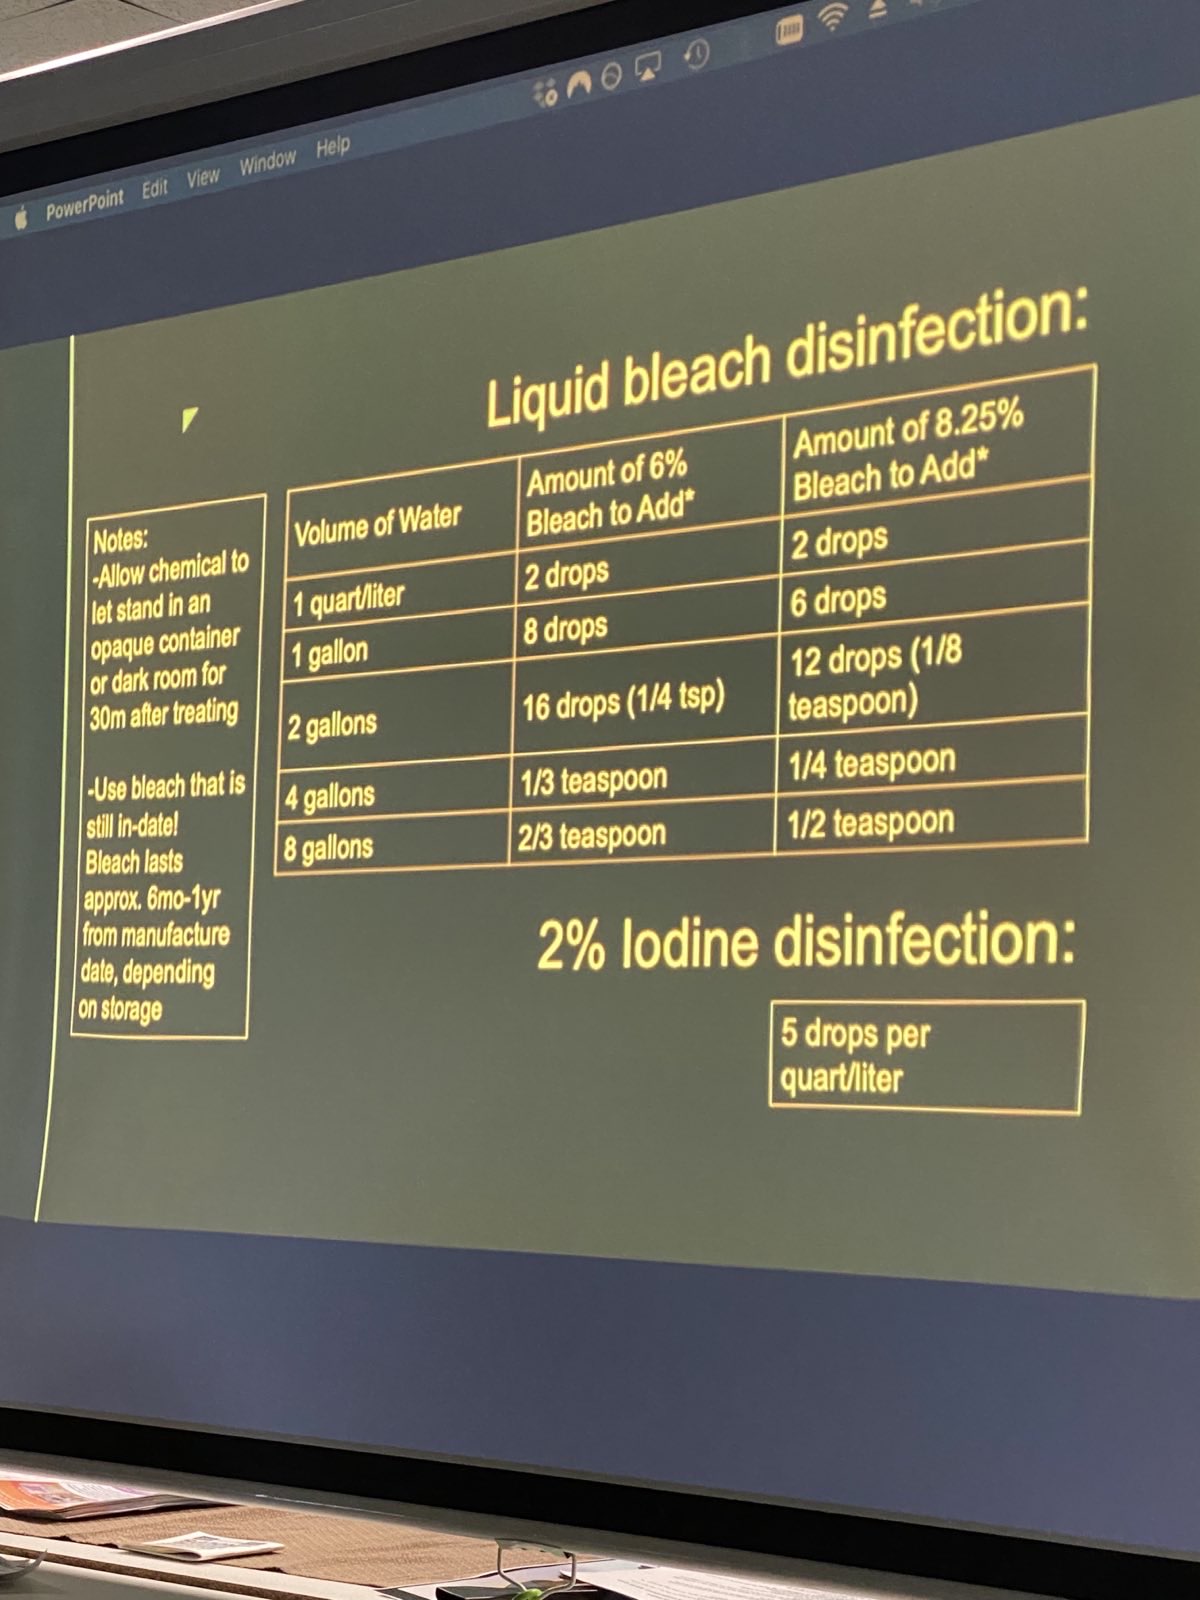 PowerPoint Edit View Window Help
Liquid bleach disinfection:
Notes:
-Allow chemical to
let stand in an
opaque container
or dark room for
30m after treating
-Use bleach that is
still in-date!
Bleach lasts
approx. 6mo-1yr
from manufacture
date, depending
on storage
Volume of Water
Amount of 6%
Bleach to Add*
Amount of 8.25%
Bleach to Add*
1 quart/liter
2 drops
2 drops
1 gallon
8 drops
6 drops
2 gallons
16 drops (1/4 tsp)
12 drops (1/8
teaspoon)
4 gallons
1/3 teaspoon
1/4 teaspoon
8 gallons
2/3 teaspoon
1/2 teaspoon
2% Iodine disinfection:
5 drops per
quart/liter